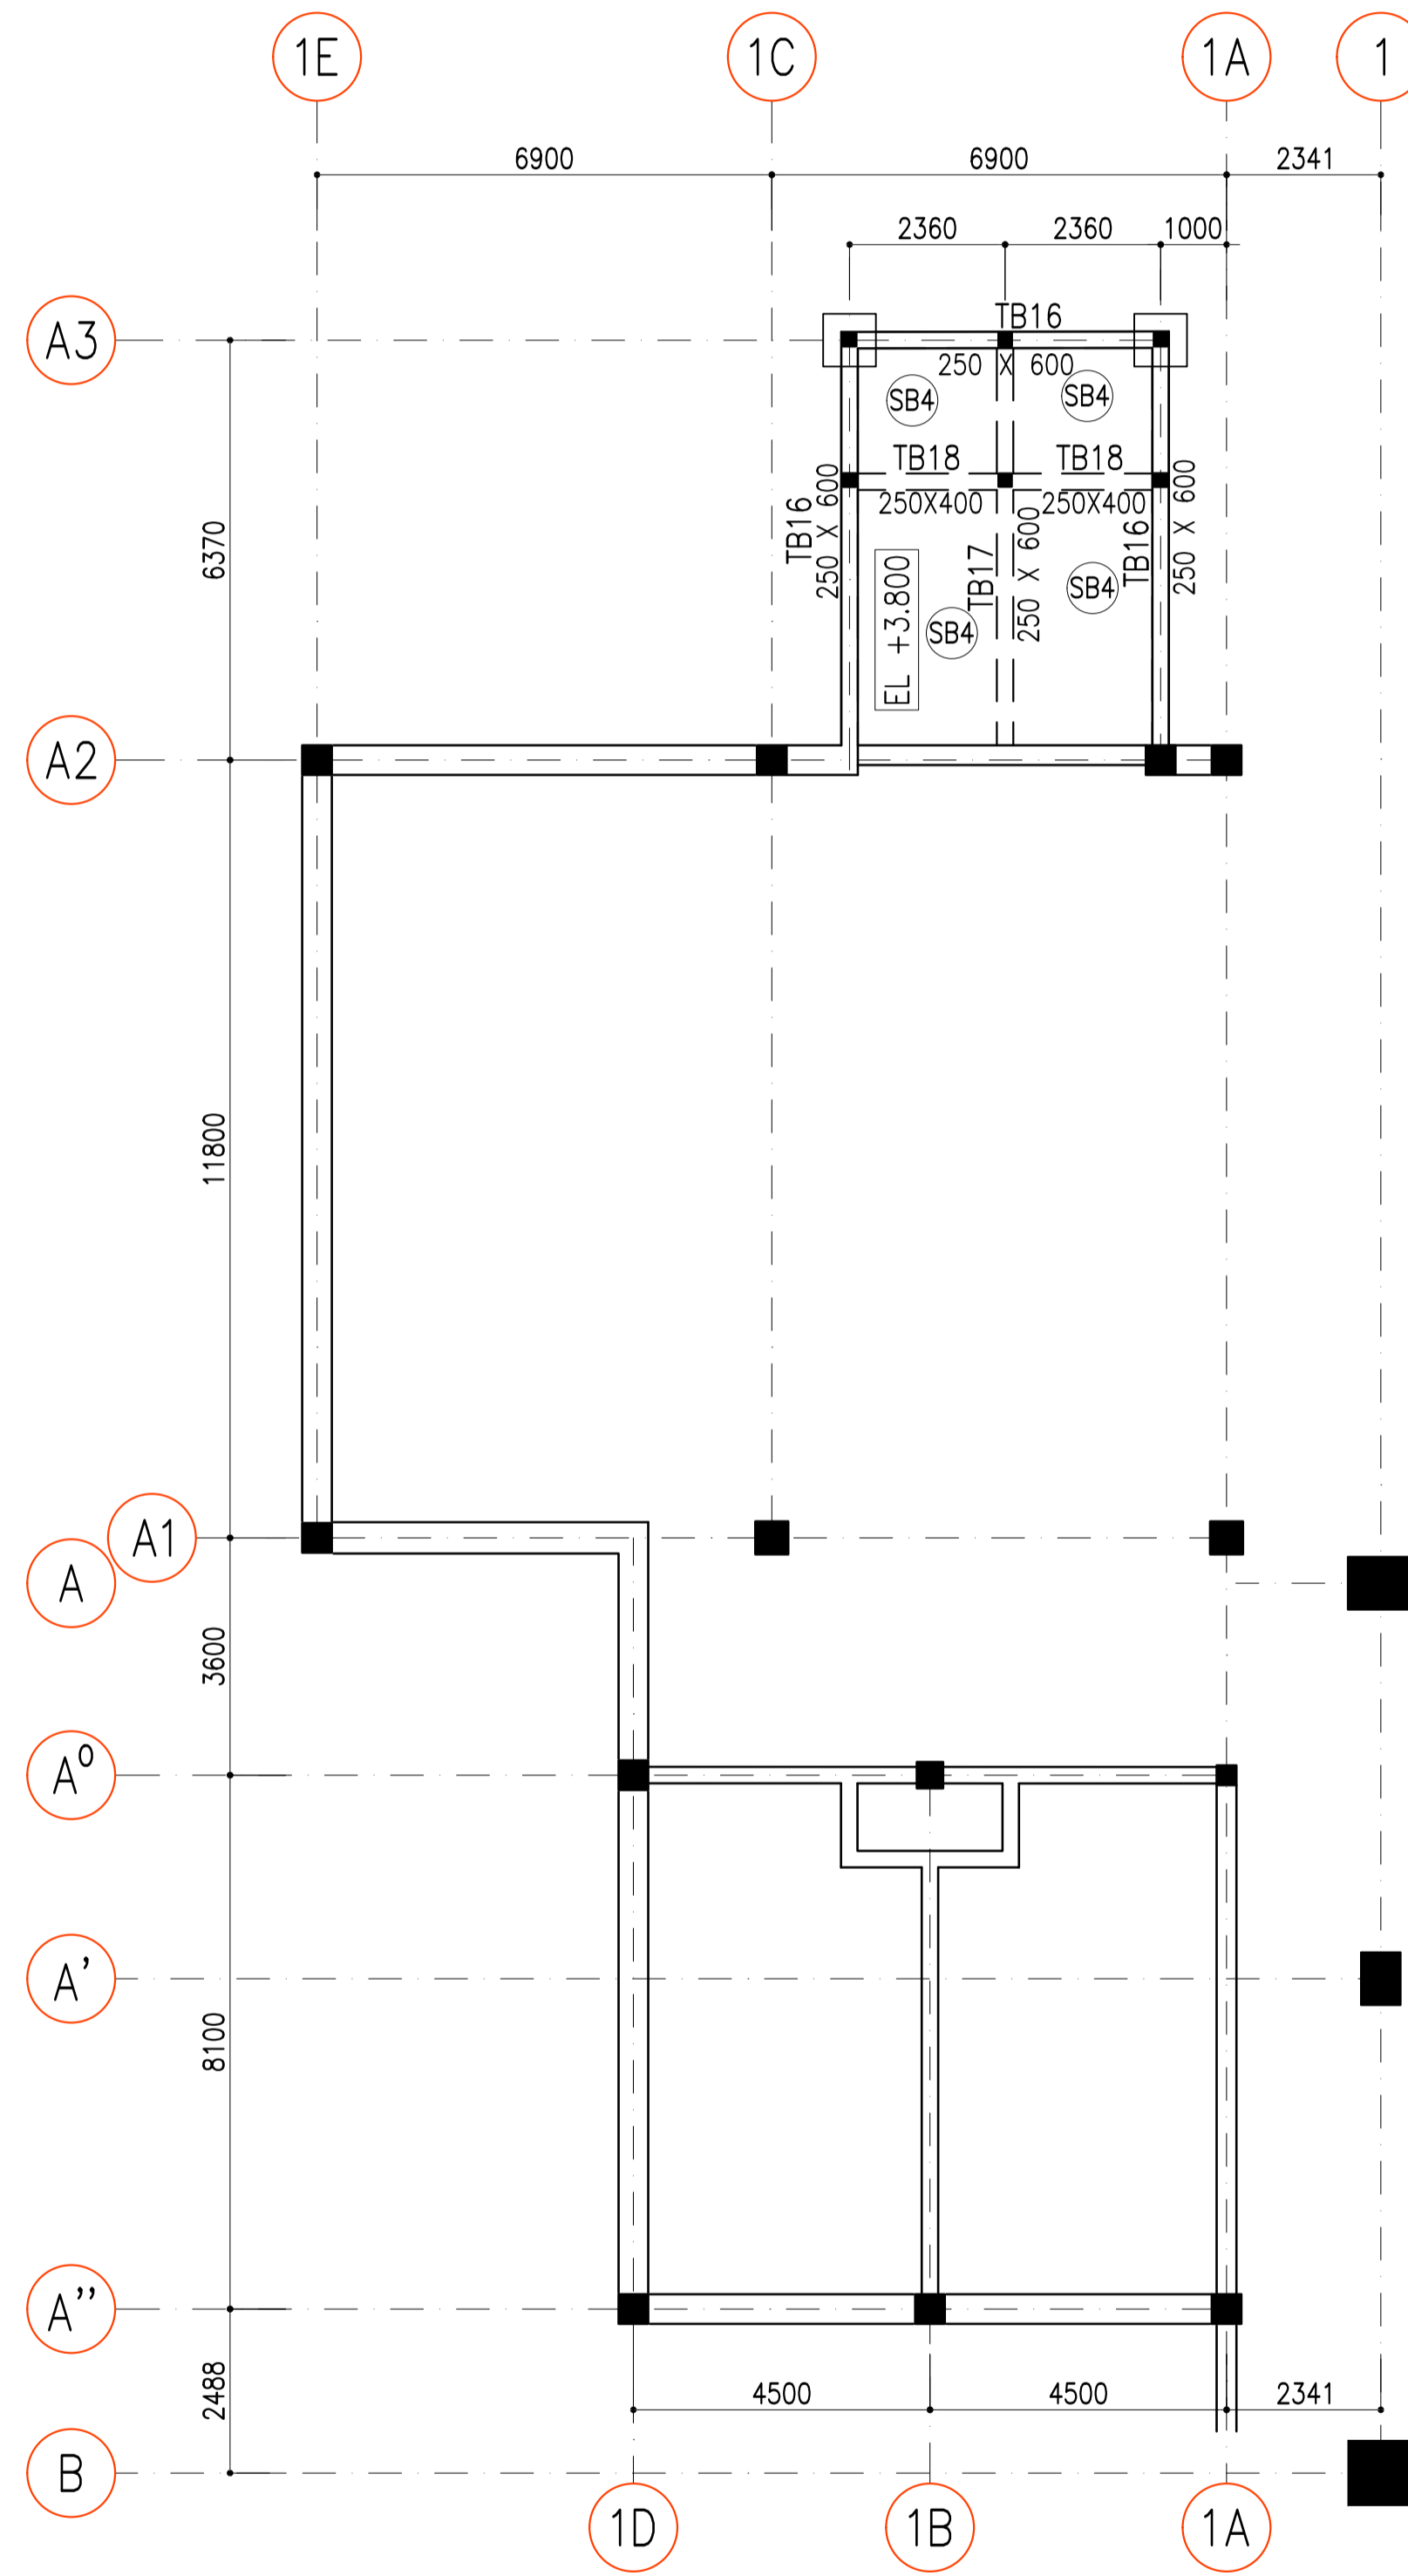 1E
1C
1A
1
6900
6900
2341
2360
2360
1000
A3
TB16
250 X 600
SB4
SB4
TB18
TB18
250X400
250X400
TB16
250 X 600
TB17
250 X 600
TB16
250 X 600
6370
EL +3.800
SB4
SB4
A2
11800
A1
A
3600
A⁰
A'
8100
A''
2488
4500
4500
2341
B
1D
1B
1A